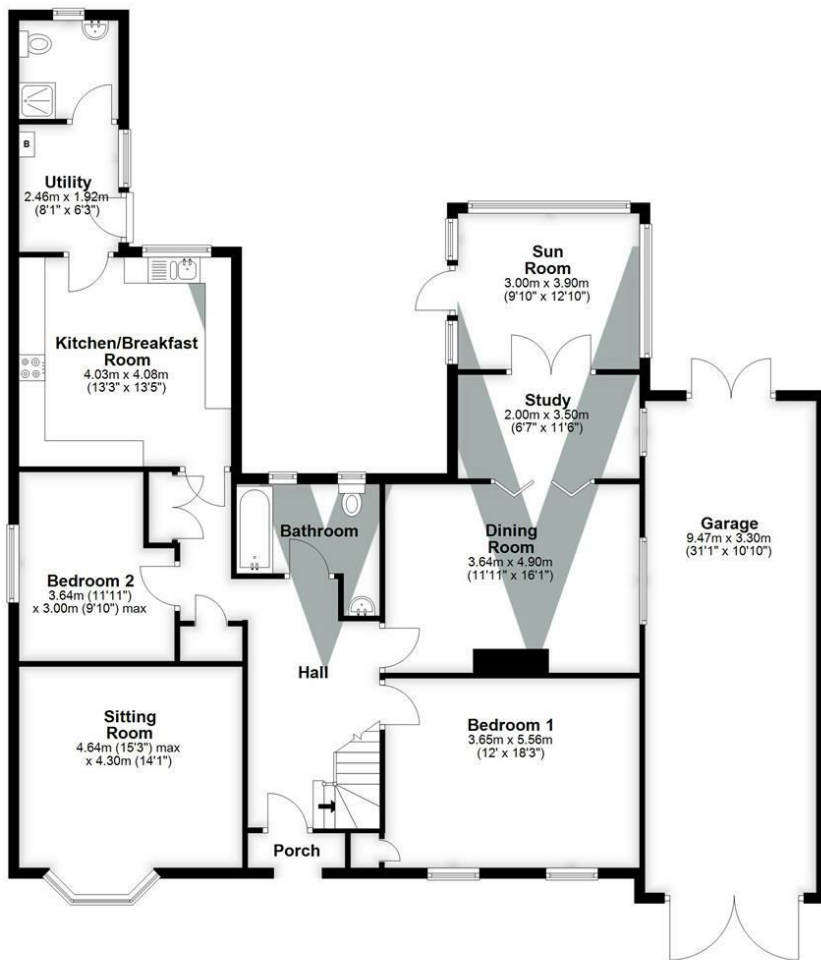 B
Utility
2.46m x 1.92m
(8'1" x 6'3")
Sun
Room
3.00m x 3.90m
(9'10" x 12'10")
Kitchen/Breakfast
Room
4.03m x 4.08m
(13'3" x 13'5")
Study
2.00m x 3.50m
(6'7" x 11'6")
Bathroom
Dining
Room
3.64m x 4.90m
(11'11" x 16'1")
Garage
9.47m x 3.30m
(31'1" x 10'10")
Bedroom 2
3.64m (11'11")
x 3.00m (9'10") max
Hall
Sitting
Room
4.64m (15'3") max
x 4.30m (14'1")
Bedroom 1
3.65m x 5.56m
(12' x 18'3")
Porch